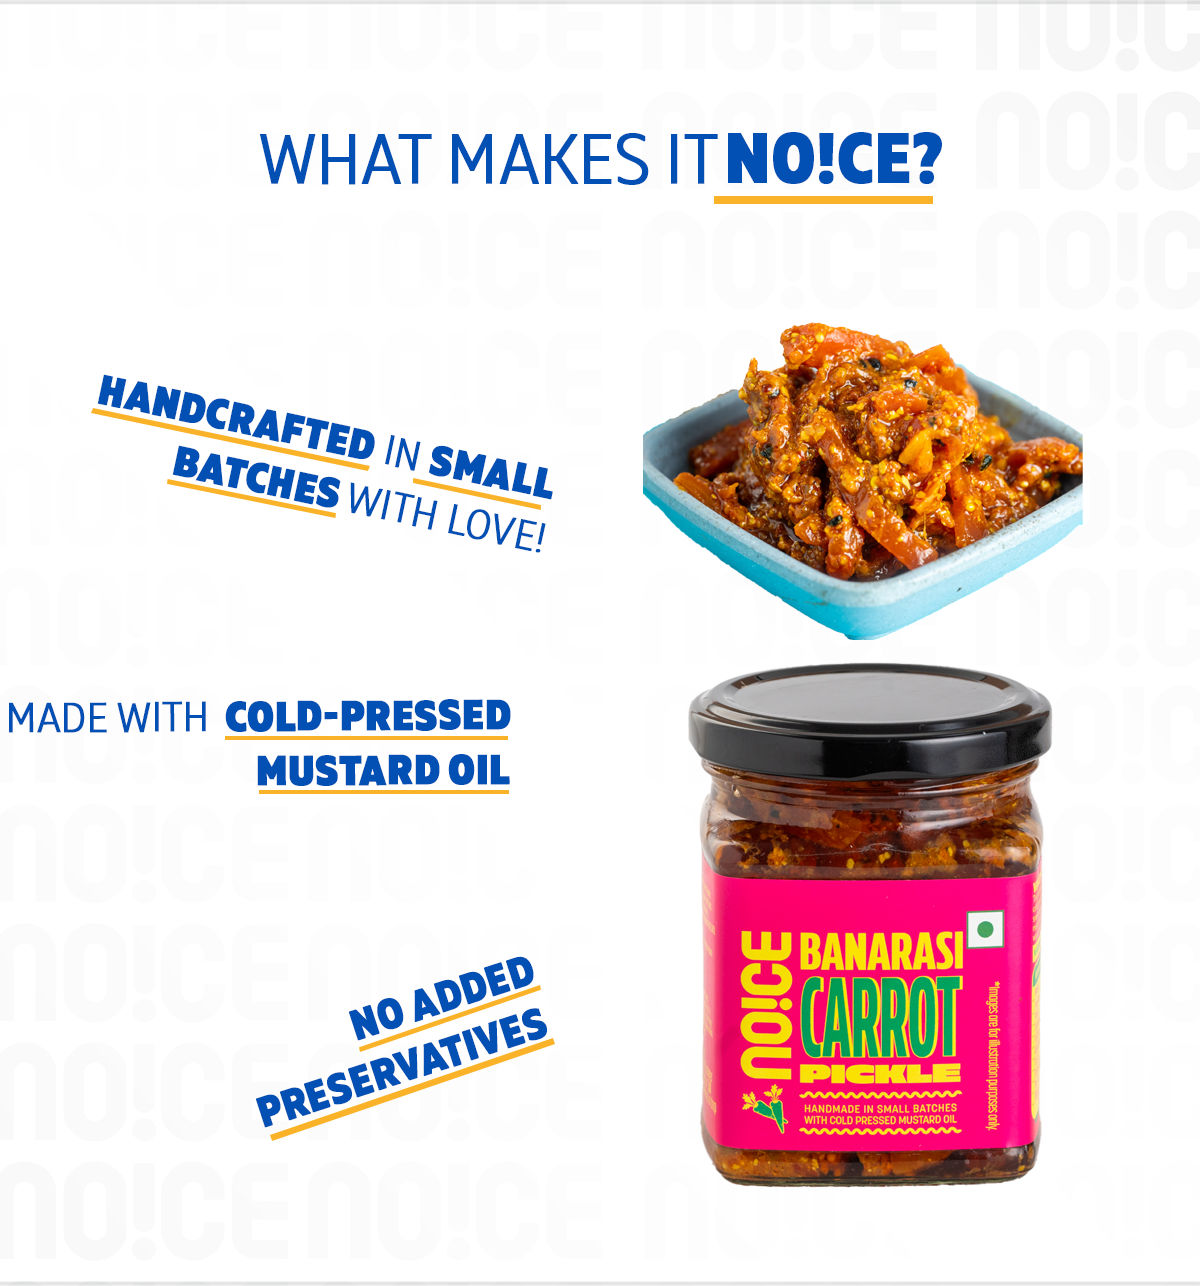 WHAT MAKES IT NO!CE?
HANDCRAFTED IN SMALL
BATCHES WITH LOVE!
MADE WITH COLD-PRESSED
MUSTARD OIL
NO ADDED
PRESERVATIVES
NO!CE
BANARASI
CARROT
PICKLE
HANDMADE IN SMALL BATCHES
WITH COLD PRESSED MUSTARD OIL
*Images are for illustration purposes only.